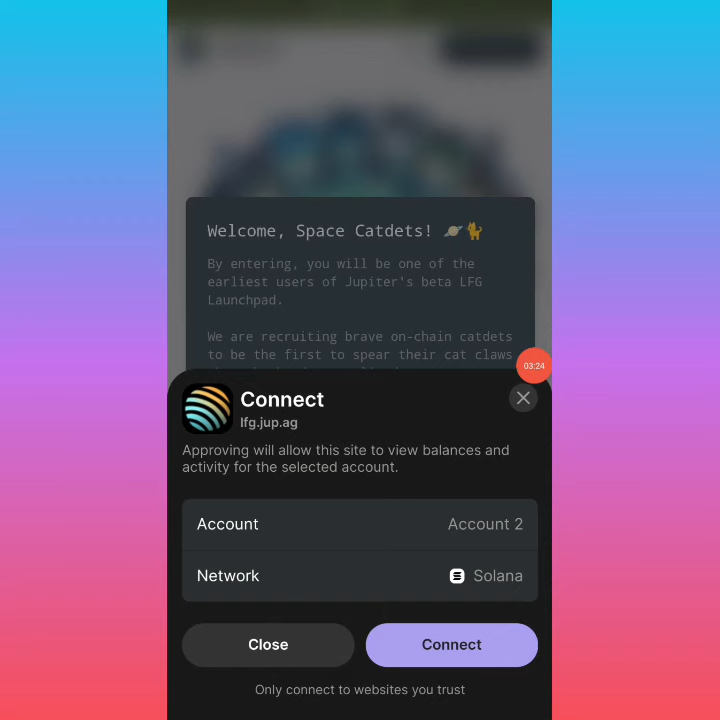 Welcome, Space Catdets! 🪐🐈
By entering, you will be one of the
earliest users of Jupiter's beta LFG
Launchpad.
We are recruiting brave on-chain catdets
to be the first to spear their cat claws
03:24
Connect
lfg.jup.ag
Approving will allow this site to view balances and
activity for the selected account.
Account Account 2
Network Solana
Close Connect
Only connect to websites you trust